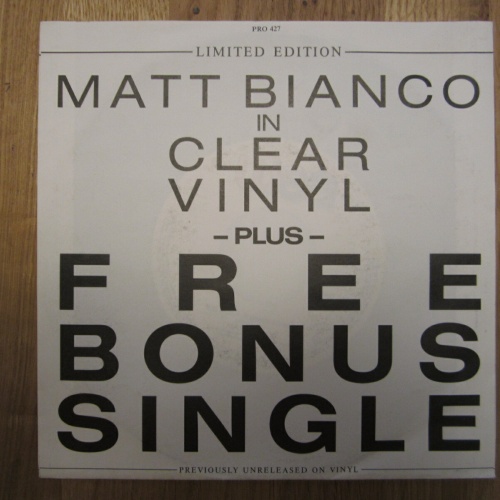 PRO 427
LIMITED EDITION
MATT BIANCO
IN
CLEAR
VINYL
– PLUS –
FREE
BONUS
SINGLE
PREVIOUSLY UNRELEASED ON VINYL